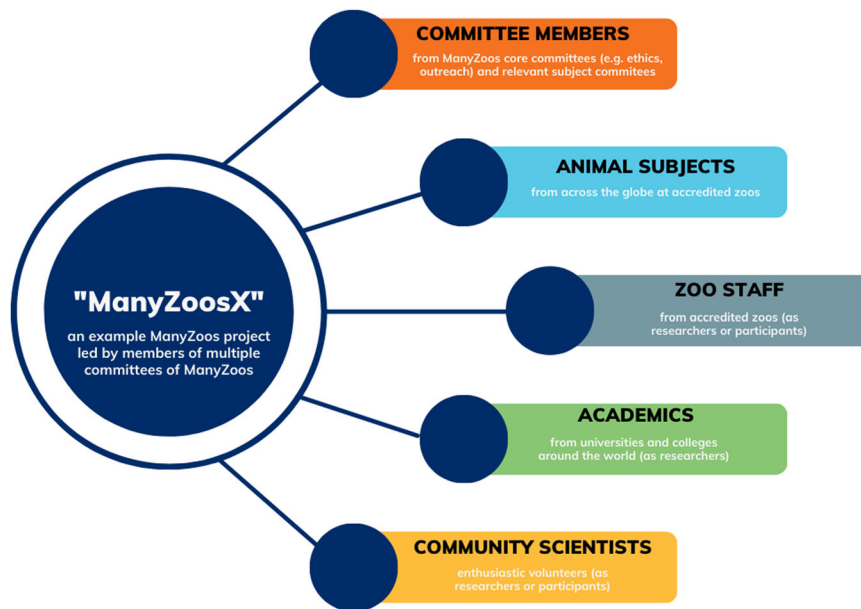 COMMITTEE MEMBERS
from ManyZoos core committees (e.g. ethics,
outreach) and relevant subject commitees
ANIMAL SUBJECTS
from across the globe at accredited zoos
"ManyZoosX"
an example ManyZoos project
led by members of multiple
committees of ManyZoos
ZOO STAFF
from accredited zoos (as
researchers or participants)
ACADEMICS
from universities and colleges
around the world (as researchers)
COMMUNITY SCIENTISTS
enthusiastic volunteers (as
researchers or participants)